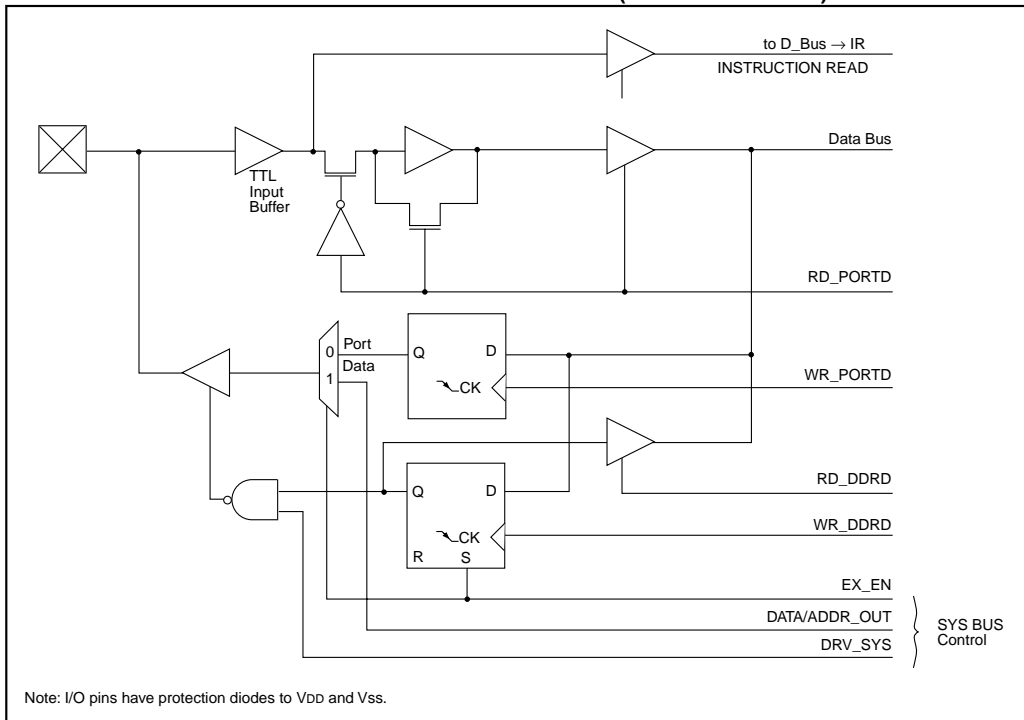 to D_Bus → IR
INSTRUCTION READ
Data Bus
TTL
Input
Buffer
RD_PORTD
0
Port
Data
1
Q
D
CK
WR_PORTD
RD_DDRD
Q
D
CK
R
S
WR_DDRD
EX_EN
DATA/ADDR_OUT
DRV_SYS
SYS BUS
Control
Note: I/O pins have protection diodes to VDD and Vss.